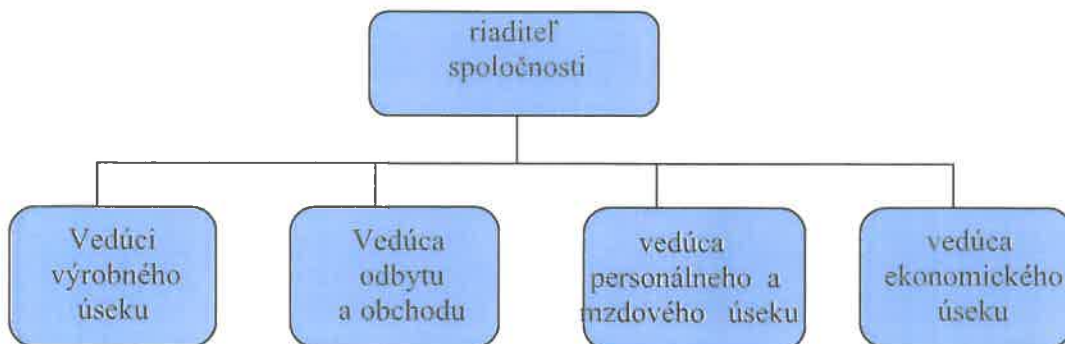 riaditeľ
spoločnosti
Vedúci
výrobného
úseku
Vedúca
odbytu
a obchodu
vedúca
personálneho a
mzdového úseku
vedúca
ekonomického
úseku